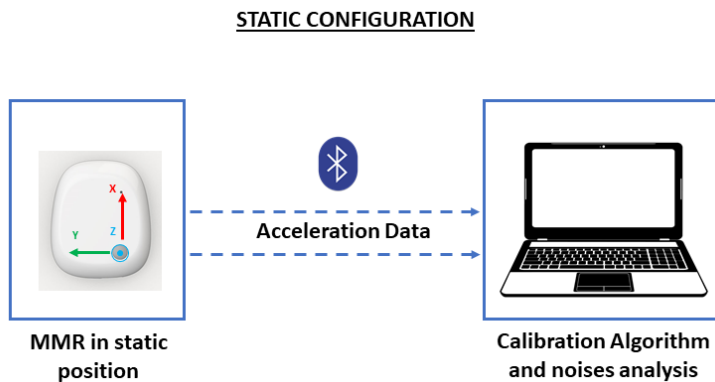 STATIC CONFIGURATION
X
Y
Z
Acceleration Data
MMR in static
position
Calibration Algorithm
and noises analysis